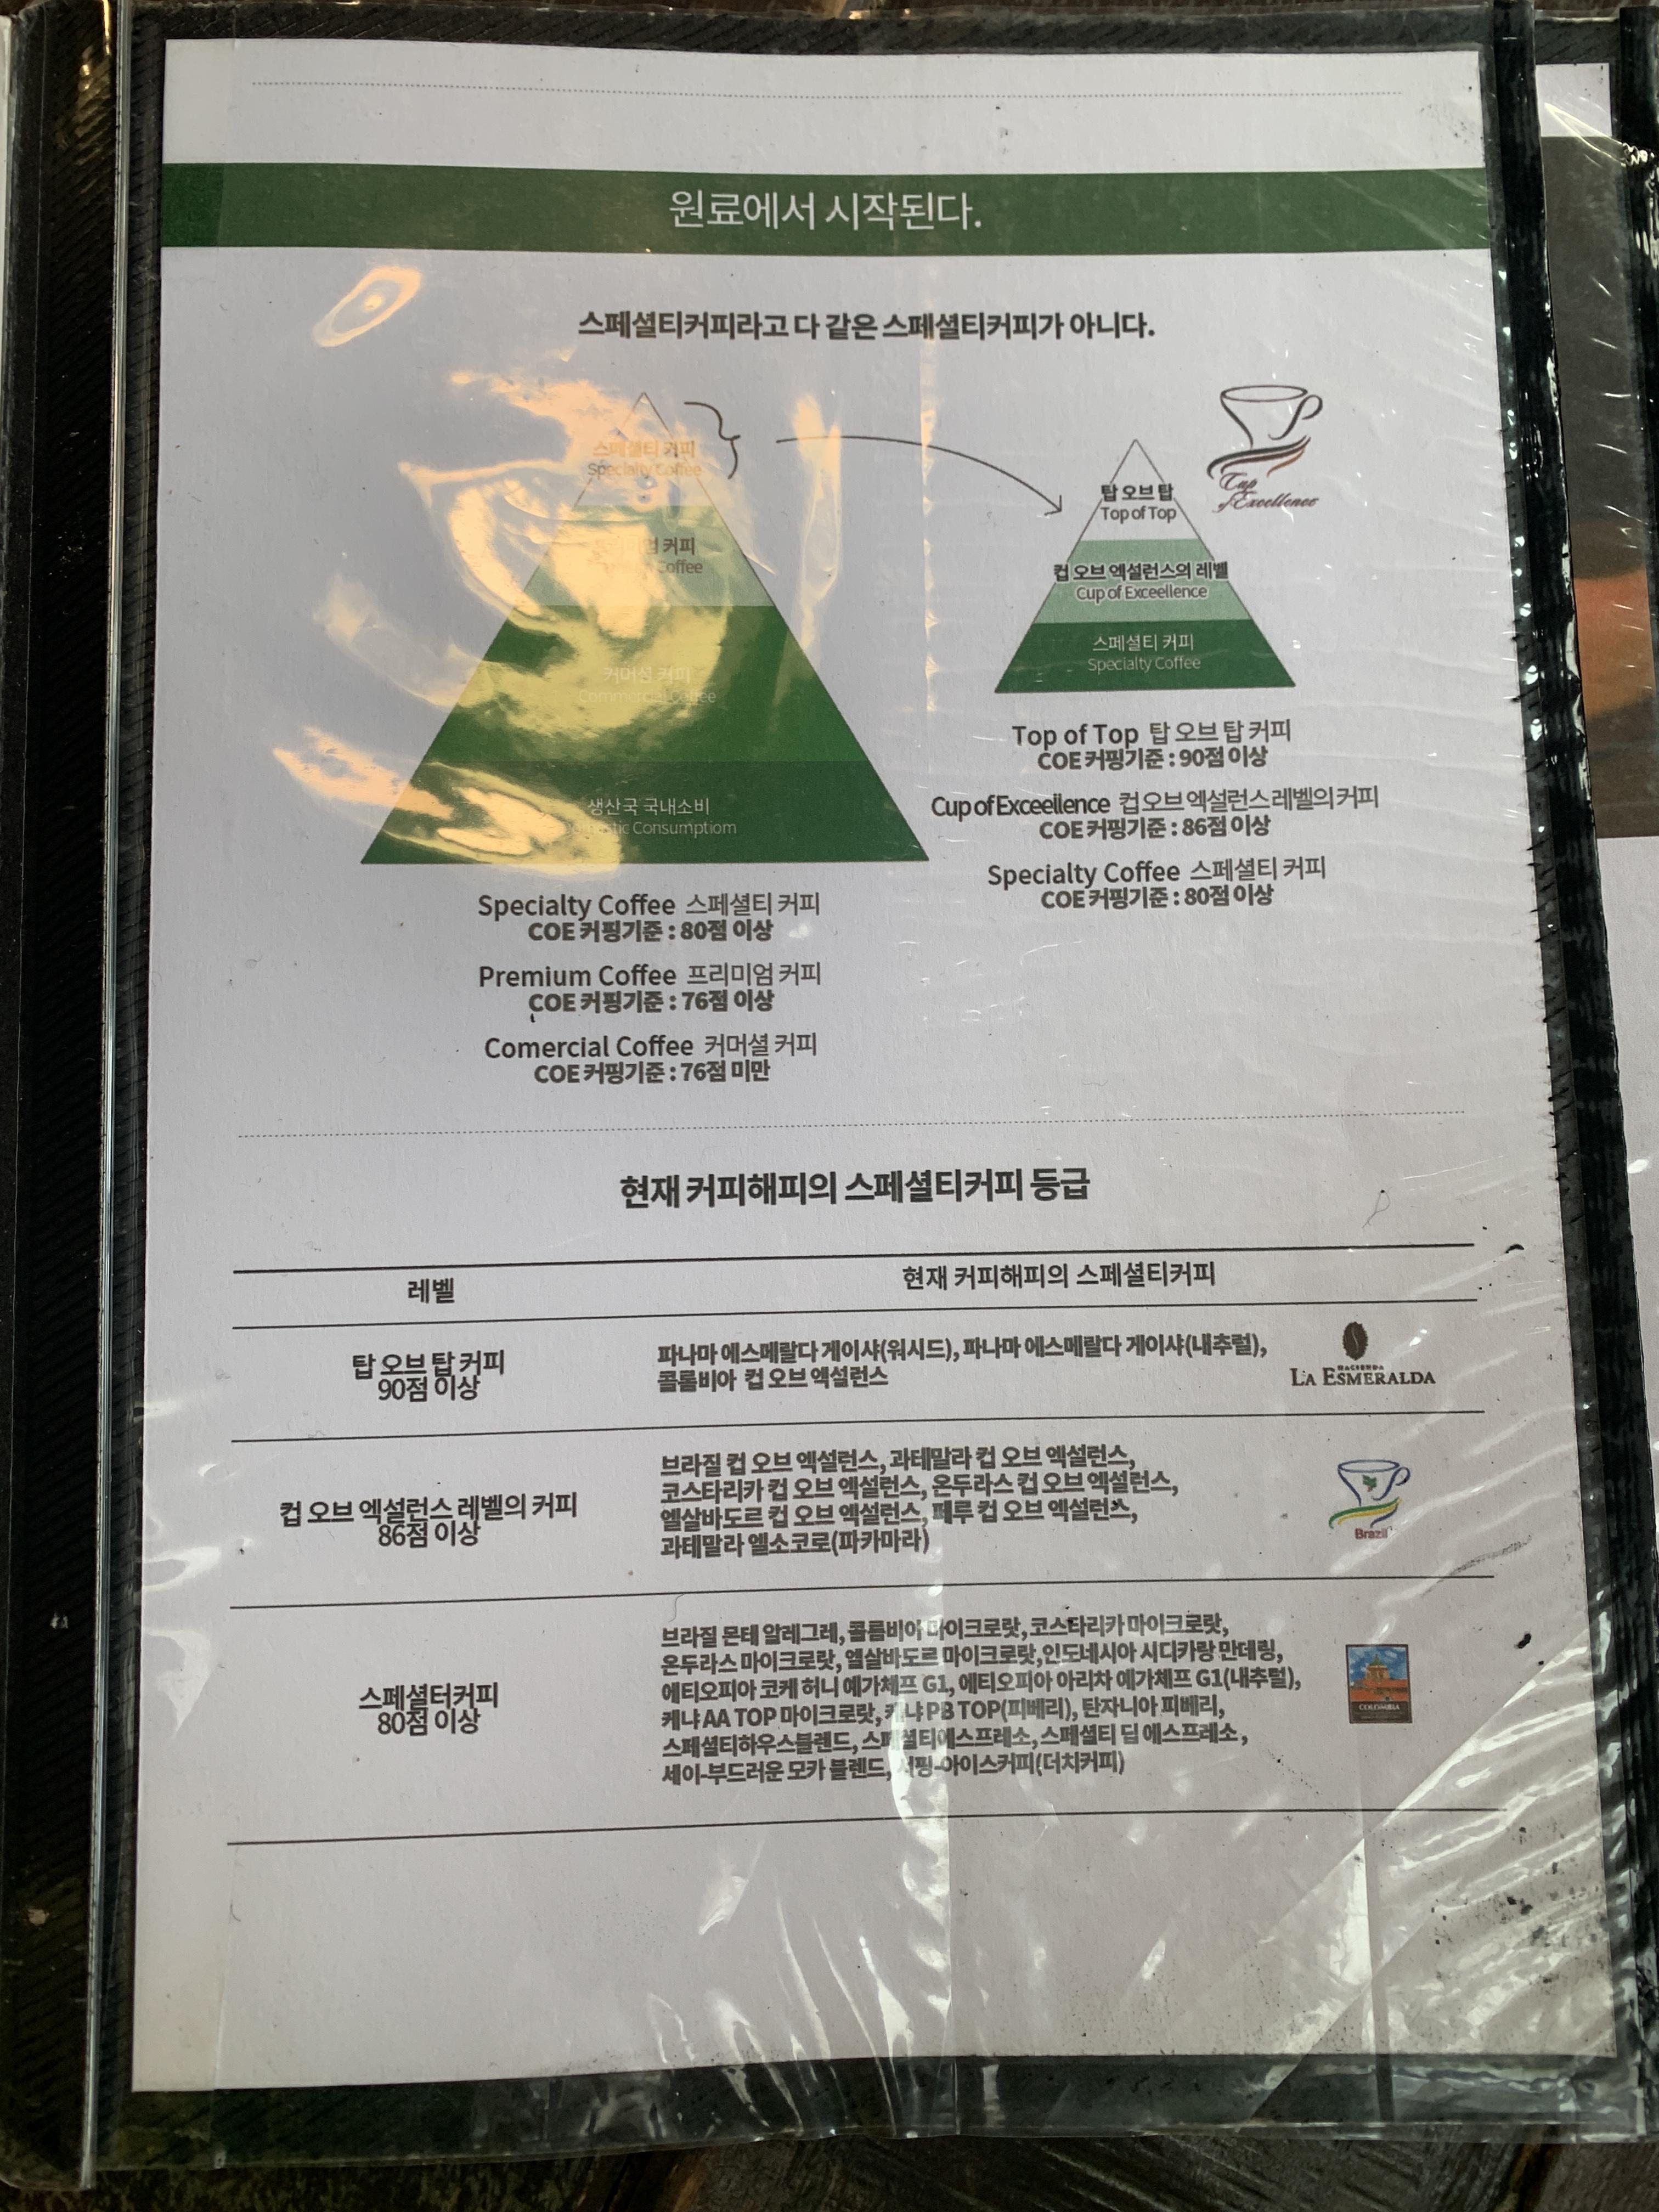 원료에서 시작된다.
스페셜티커피라고 다 같은 스페셜티커피가 아니다.
스페셜티 커피
Specialty Coffee
커피
Coffee
커머셜 커피
Commercial Coffee
생산국 국내소비
Consumptiom
Cup
of Excellence
탑 오브 탑
Top of Top
컵 오브 엑설런스의 레벨
Cup of Exceellence
스페셜티 커피
Specialty Coffee
Top of Top 탑 오브 탑 커피
COE 커핑기준 : 90점 이상
Cup of Exceellence 컵 오브 엑설런스 레벨의 커피
COE 커핑기준 : 86점 이상
Specialty Coffee 스페셜티 커피
COE 커핑기준 : 80점 이상
Specialty Coffee 스페셜티 커피
COE 커핑기준 : 80점 이상
Premium Coffee 프리미엄 커피
COE 커핑기준 : 76점 이상
Comercial Coffee 커머셜 커피
COE 커핑기준 : 76점 미만
현재 커피해피의 스페셜티커피 등급
레벨 현재 커피해피의 스페셜티커피
탑 오브 탑 커피
90점 이상
파나마 에스메랄다 게이샤(워시드), 파나마 에스메랄다 게이샤(내추럴),
콜롬비아 컵 오브 엑설런스
HACIENDA
LA ESMERALDA
컵 오브 엑설런스 레벨의 커피
86점 이상
브라질 컵 오브 엑설런스, 과테말라 컵 오브 엑설런스,
코스타리카 컵 오브 엑설런스, 온두라스 컵 오브 엑설런스,
엘살바도르 컵 오브 엑설런스, 페루 컵 오브 엑설런스,
과테말라 엘소코로(파카마라)
Brazil
스페셜터커피
80점 이상
브라질 몬테 알레그레, 콜롬비아 마이크로랏, 코스타리카 마이크로랏,
온두라스 마이크로랏, 엘살바도르 마이크로랏,인도네시아 시디카랑 만데링,
에티오피아 코케 허니 예가체프 G1, 에티오피아 아리차 예가체프 G1(내추럴),
케냐 AA TOP 마이크로랏, 케냐 PB TOP(피베리), 탄자니아 피베리,
스페셜티하우스블렌드, 스페셜티에스프레소, 스페셜티 딥 에스프레소,
세이-부드러운 모카 블렌드, 서핑-아이스커피(더치커피)
COLOMBIA